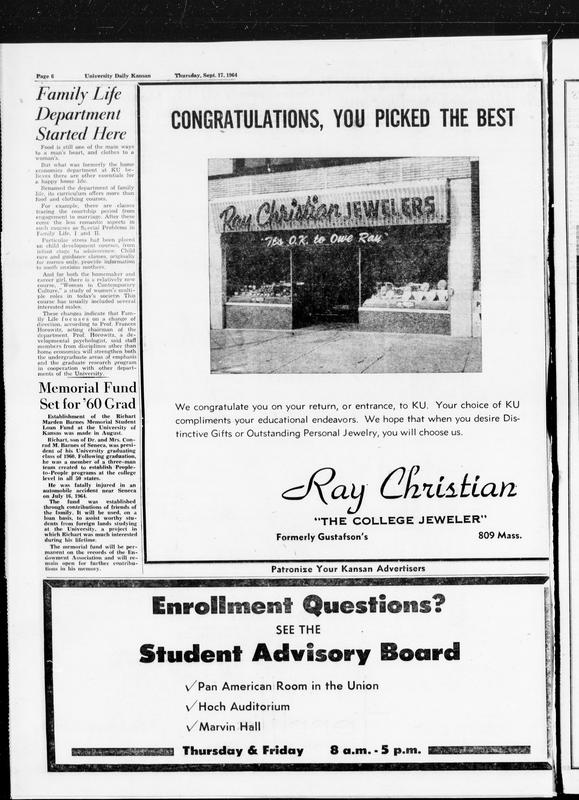 Page 6 University Daily Kansan Thursday, Sept. 17, 1964
Family Life
Department
Started Here
Food is still one of the main ways
to a man's heart, and clothes to a
woman's.
But what was formerly the home
economics department at KU be-
lieves there are other essentials for
a happy home life.
Renamed the department of family
life, its curriculum offers more than
food and clothing courses.
For example, there are classes
tracing the courtship period from
engagement to marriage. After these
come the less romantic aspects in
such courses as Special Problems in
Family Life, I and II.
Particular stress had been placed
on child development courses, from
infant stage to adolescence. Child
care and guidance classes, originally
for nurses only, provide information
to sooth anxious mothers.
And for both the homemaker and
career girl, there is a relatively new
course, "Woman in Contemporary
Culture," a study of women's multi-
ple roles in today's society. This
course has usually included several
interested males.
These changes indicate that Fam-
ily Life focuses on a change of
direction, according to Prof. Frances
Horowitz, acting chairman of the
department. Prof. Horowitz, a de-
velopmental psychologist, said staff
members from disciplines other than
home economics will strengthen both
the undergraduate areas of emphasis
and the graduate research program
in cooperation with other depart-
ments of the University.
Memorial Fund
Set for '60 Grad
Establishment of the Richart
Marden Barnes Memorial Student
Loan Fund at the University of
Kansas was made in August.
Richart, son of Dr. and Mrs. Con-
rad M. Barnes of Seneca, was presi-
dent of his University graduating
class of 1960. Following graduation,
he was a member of a three-man
team created to establish People-
to-People programs at the college
level in all 50 states.
He was fatally injured in an
automobile accident near Seneca
on July 16, 1964.
The fund was established
through contributions of friends of
the family. It will be used, on a
loan basis, to assist worthy stu-
dents from foreign lands studying
at the University, a project in
which Richart was much interested
during his lifetime.
The memorial fund will be per-
manent on the records of the En-
dowment Association and will re-
main open for further contribu-
tions in his memory.
CONGRATULATIONS, YOU PICKED THE BEST
Ray Christian JEWELERS
"Its O.K. to Owe Ray"
We congratulate you on your return, or entrance, to KU. Your choice of KU
compliments your educational endeavors. We hope that when you desire Dis-
tinctive Gifts or Outstanding Personal Jewelry, you will choose us.
Ray Christian
"THE COLLEGE JEWELER"
Formerly Gustafson's 809 Mass.
Patronize Your Kansan Advertisers
Enrollment Questions?
SEE THE
Student Advisory Board
✓Pan American Room in the Union
✓Hoch Auditorium
✓Marvin Hall
Thursday & Friday 8 a.m. - 5 p.m.